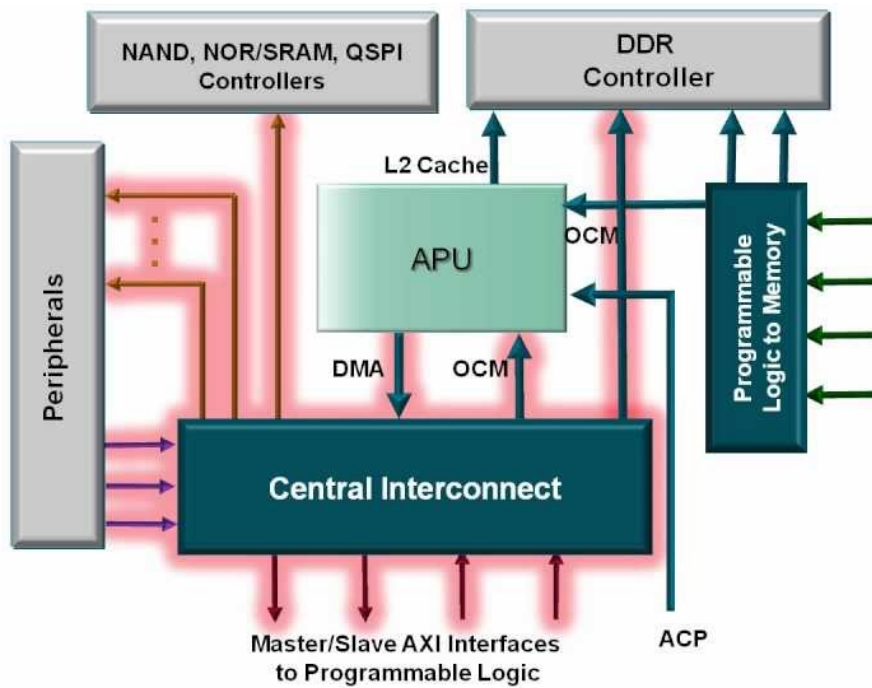 NAND, NOR/SRAM, QSPI
Controllers
DDR
Controller
L2 Cache
OCM
APU
Peripherals
Programmable
Logic to Memory
DMA
OCM
Central Interconnect
Master/Slave AXI Interfaces
to Programmable Logic
ACP